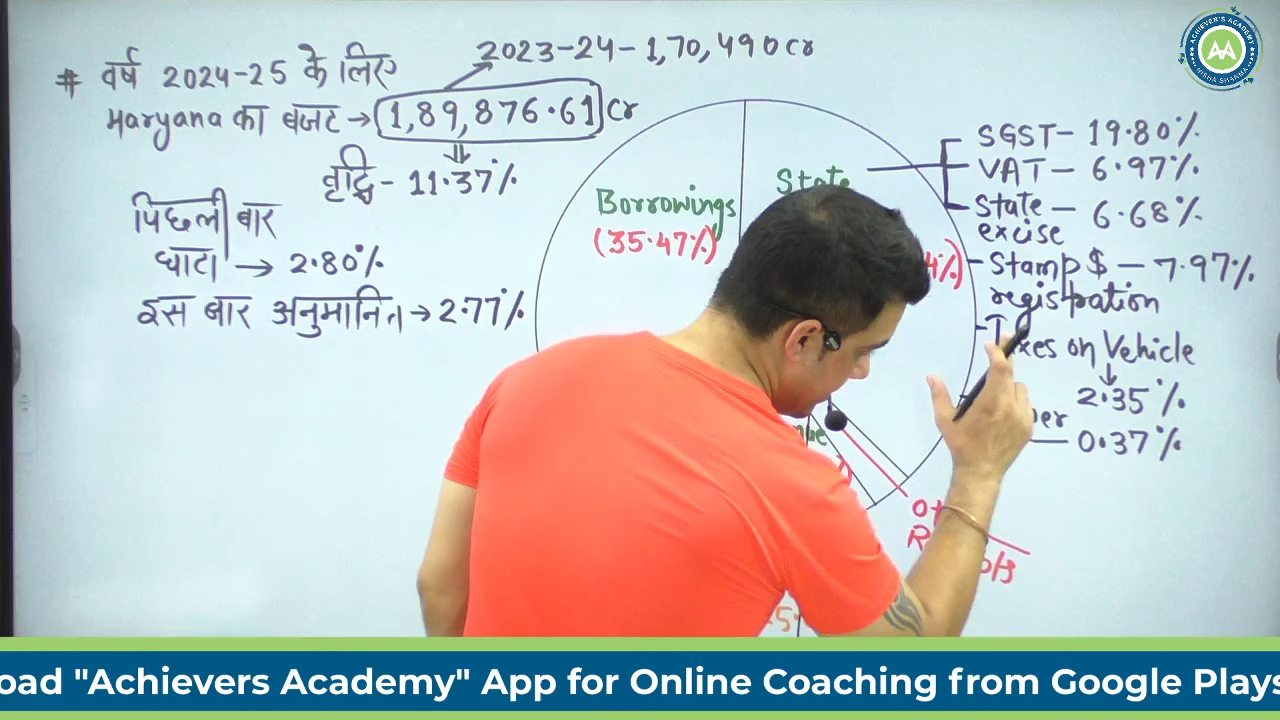 2023-24 - 1,70,490 cr
# वर्ष 2024-25 के लिए
Haryana का बजट → 1,89,876.61 Cr
वृद्धि - 11.37%
पिछली बार
घाटा → 2.80%
इस बार अनुमानित → 2.77%
Borrowings
(35.47%)
State
SGST - 19.80%
VAT - 6.97%
State - 6.68%
excise
4%)
Stamp $ - 7.97%
registration
on Vehicle
2.35%
0.37%
ACHIEVER'S ACADEMY
AA
NISHA SHARMA
oad "Achievers Academy" App for Online Coaching from Google Plays